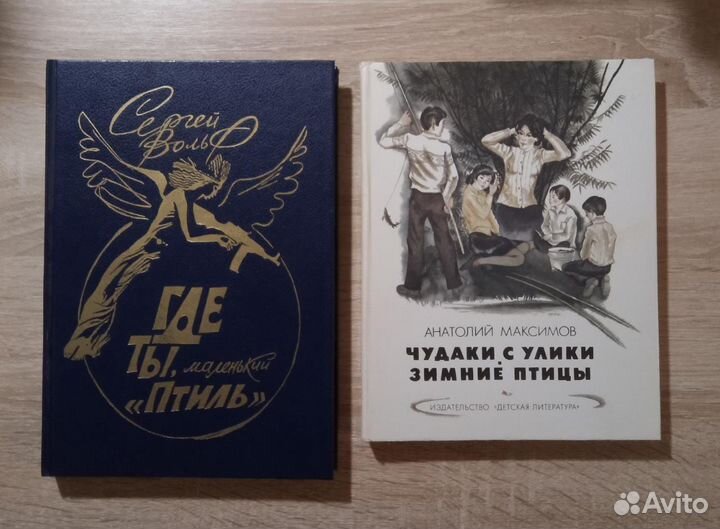 Сергей
Вольф
ГДЕ
ТЫ, маленький
«ПТИЛЬ»
АНАТОЛИЙ МАКСИМОВ
ЧУДАКИ С УЛИКИ
ЗИМНИЕ ПТИЦЫ
ИЗДАТЕЛЬСТВО «ДЕТСКАЯ ЛИТЕРАТУРА»
Avito